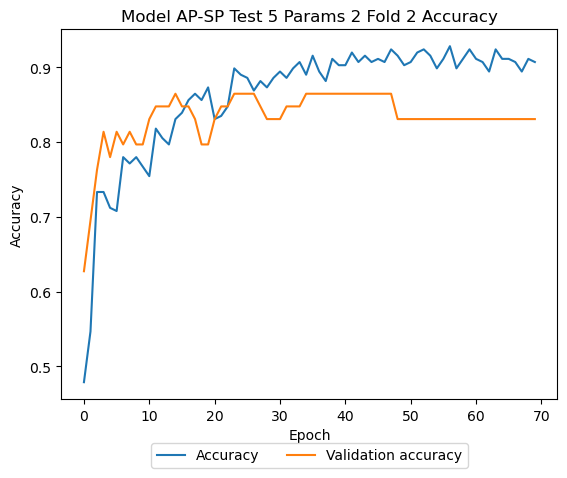 Model AP-SP Test 5 Params 2 Fold 2 Accuracy
Accuracy
0.9
0.8
0.7
0.6
0.5
0 10 20 30 40 50 60 70
Epoch
Accuracy Validation accuracy